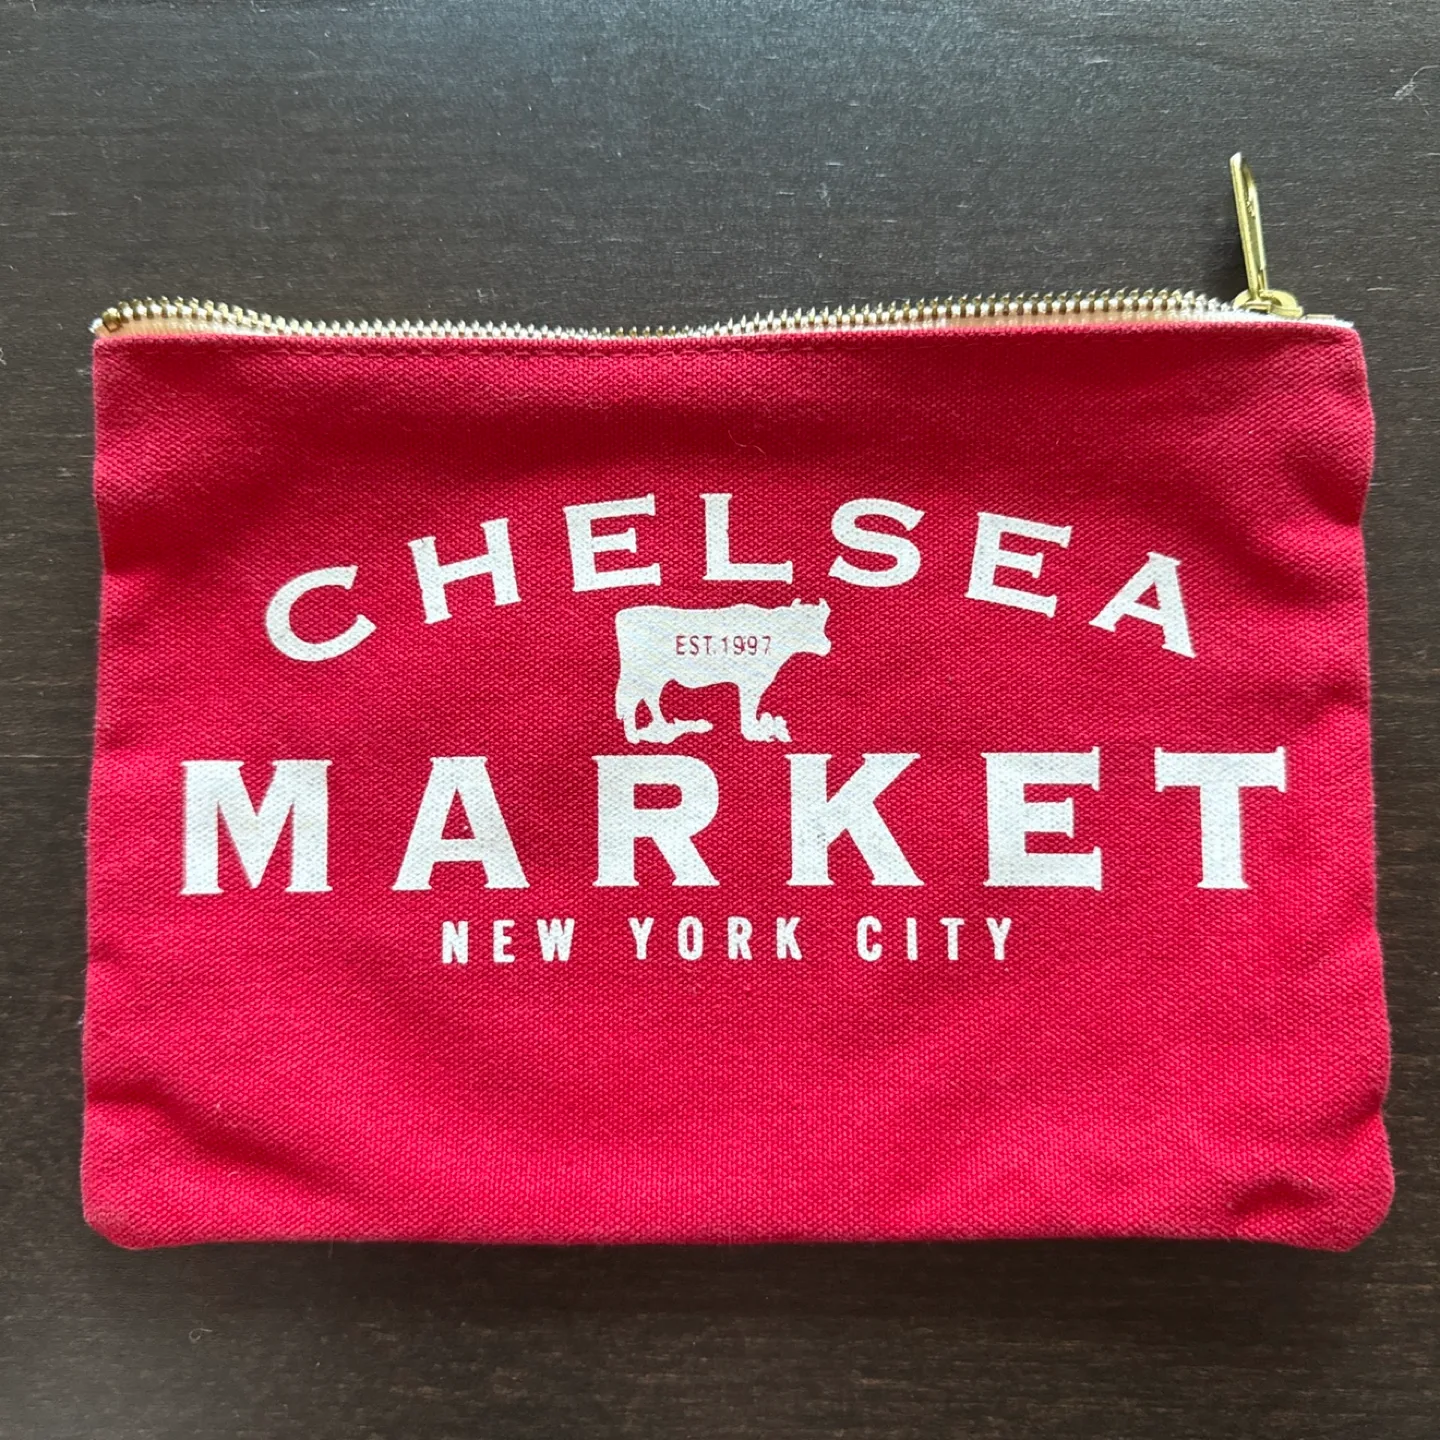 CHELSEA
EST. 1997
MARKET
NEW YORK CITY